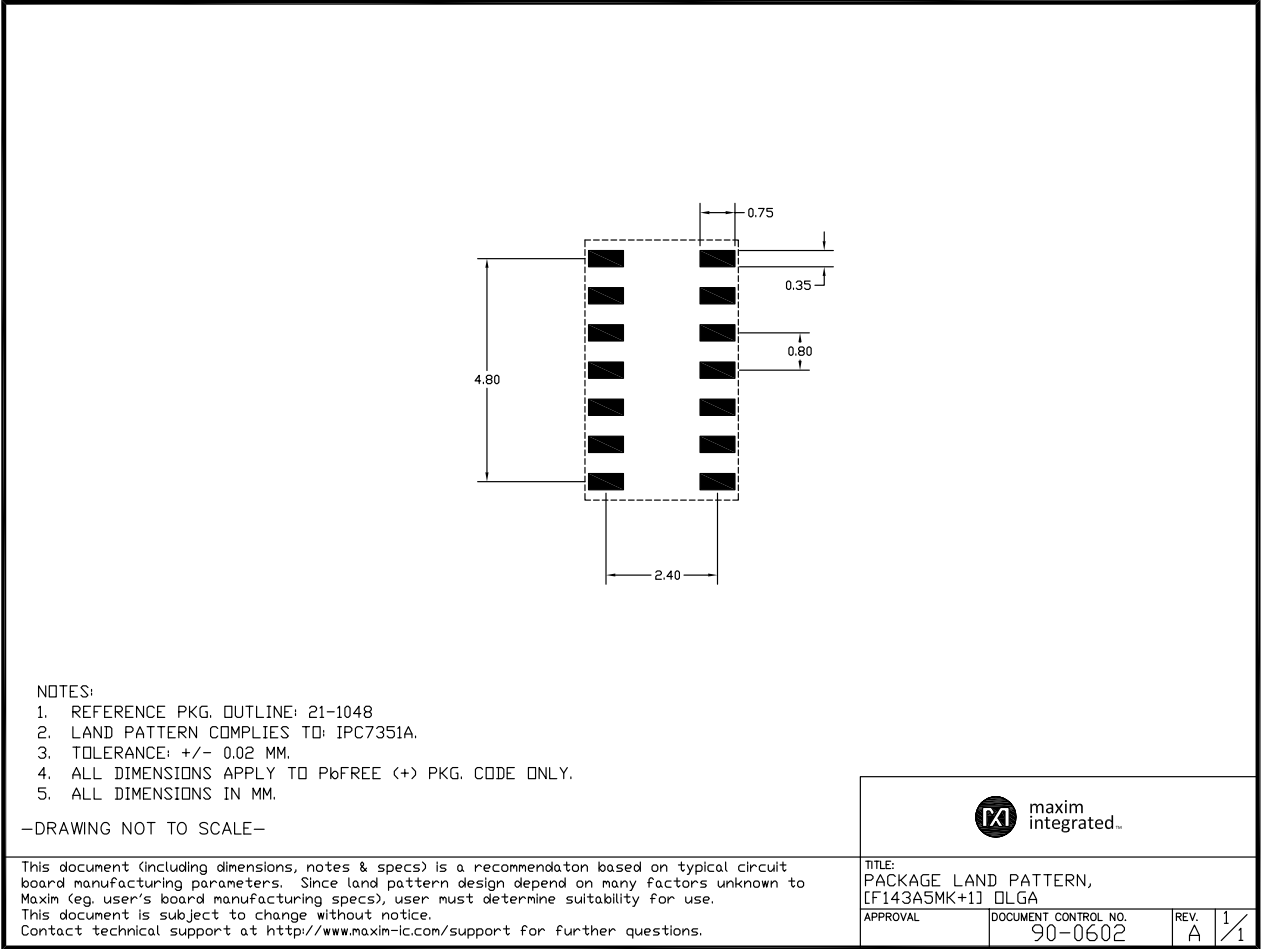 0.75
0.35
0.80
4.80
2.40
NOTES:
1. REFERENCE PKG. OUTLINE: 21-1048
2. LAND PATTERN COMPLIES TO: IPC7351A.
3. TOLERANCE: +/- 0.02 MM.
4. ALL DIMENSIONS APPLY TO PbFREE (+) PKG. CODE ONLY.
5. ALL DIMENSIONS IN MM.
-DRAWING NOT TO SCALE-
maxim
integrated™
This document (including dimensions, notes & specs) is a recommendaton based on typical circuit
board manufacturing parameters. Since land pattern design depend on many factors unknown to
Maxim (eg. user's board manufacturing specs), user must determine suitability for use.
This document is subject to change without notice.
Contact technical support at http://www.maxim-ic.com/support for further questions.
TITLE:
PACKAGE LAND PATTERN,
[F143A5MK+1] OLGA
APPROVAL
DOCUMENT CONTROL NO.
90-0602
REV.
A
1/1